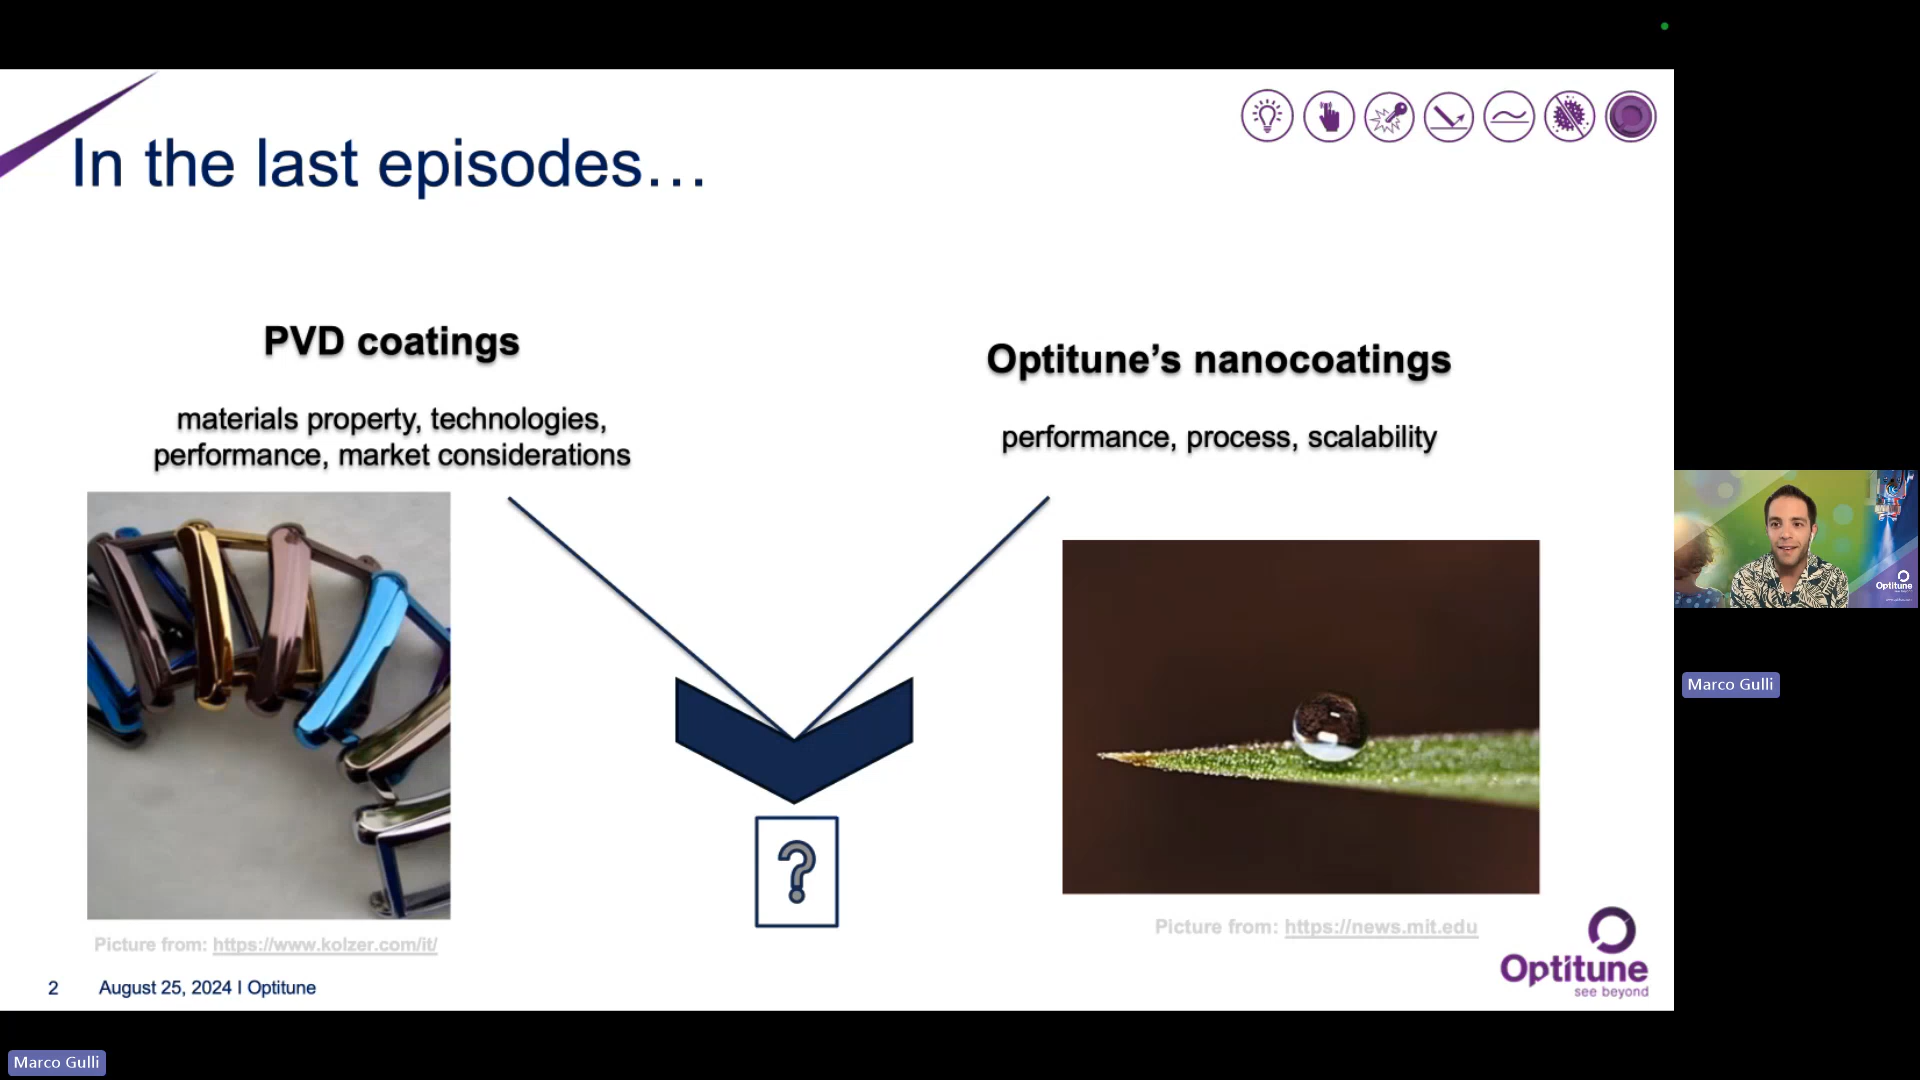 In the last episodes…
PVD coatings
materials property, technologies,
performance, market considerations
Optitune’s nanocoatings
performance, process, scalability
?
Picture from: https://www.kolzer.com/it/
Picture from: https://news.mit.edu
2 August 25, 2024 I Optitune
Optitune
see beyond
Optitune
Marco Gulli
Marco Gulli